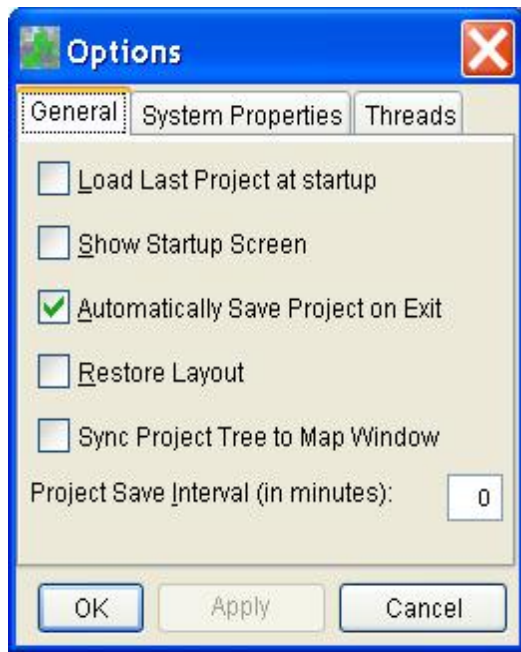 Options
General System Properties Threads
Load Last Project at startup
Show Startup Screen
Automatically Save Project on Exit
Restore Layout
Sync Project Tree to Map Window
Project Save Interval (in minutes): 0
OK Apply Cancel